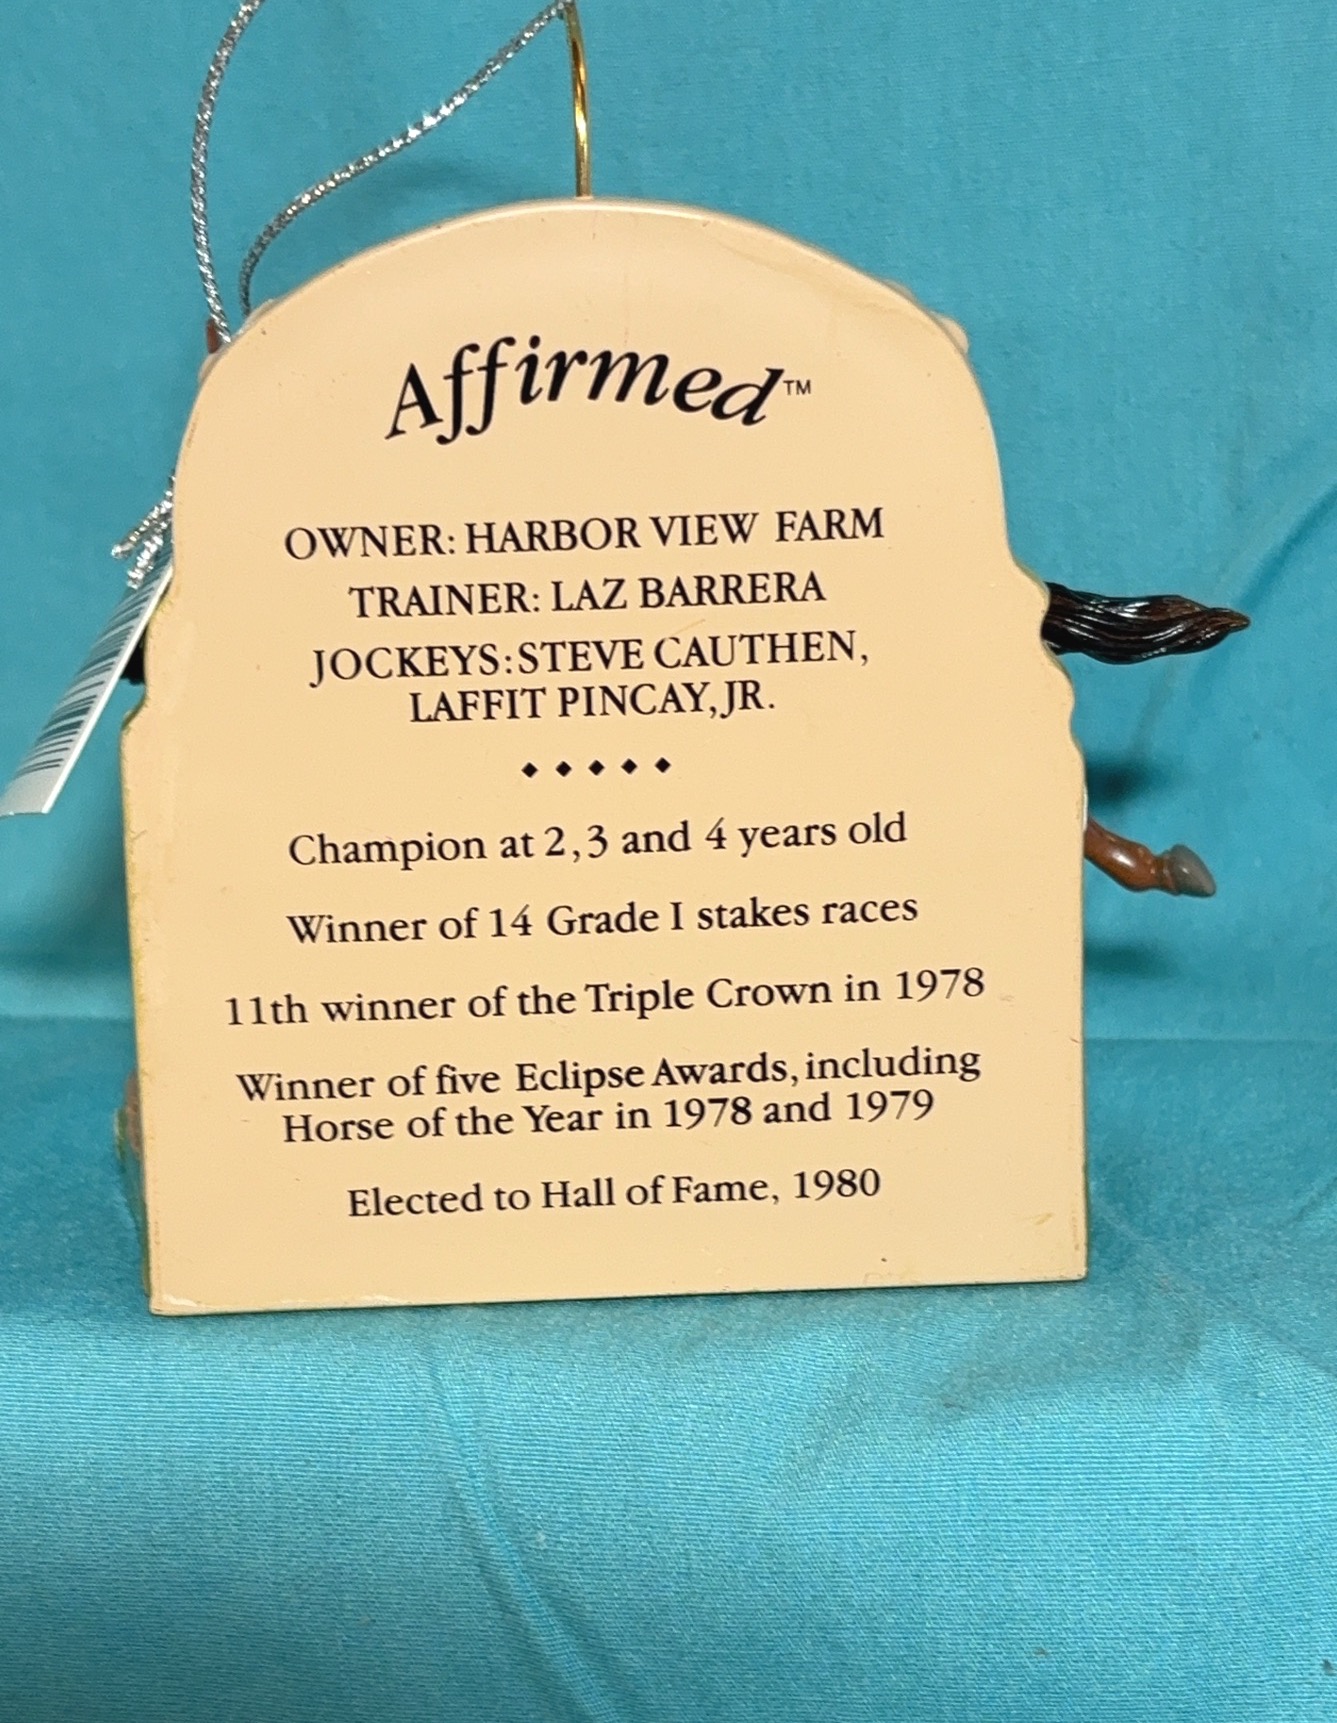 Affirmed™
OWNER: HARBOR VIEW FARM
TRAINER: LAZ BARRERA
JOCKEYS: STEVE CAUTHEN,
LAFFIT PINCAY, JR.
Champion at 2, 3 and 4 years old
Winner of 14 Grade I stakes races
11th winner of the Triple Crown in 1978
Winner of five Eclipse Awards, including
Horse of the Year in 1978 and 1979
Elected to Hall of Fame, 1980